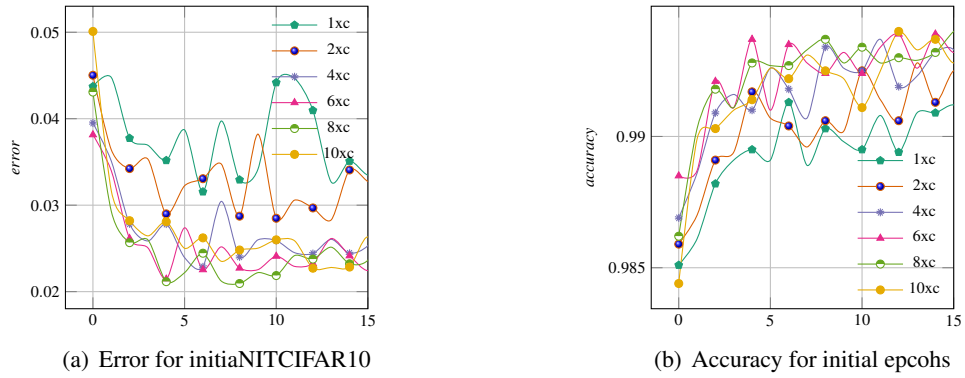 0.05
0.04
0.03
0.02
error
0
5
10
15
1xc
2xc
4xc
6xc
8xc
10xc
(a) Error for initiaNITCIFAR10
0.99
0.985
accuracy
0
5
10
15
1xc
2xc
4xc
6xc
8xc
10xc
(b) Accuracy for initial epcohs